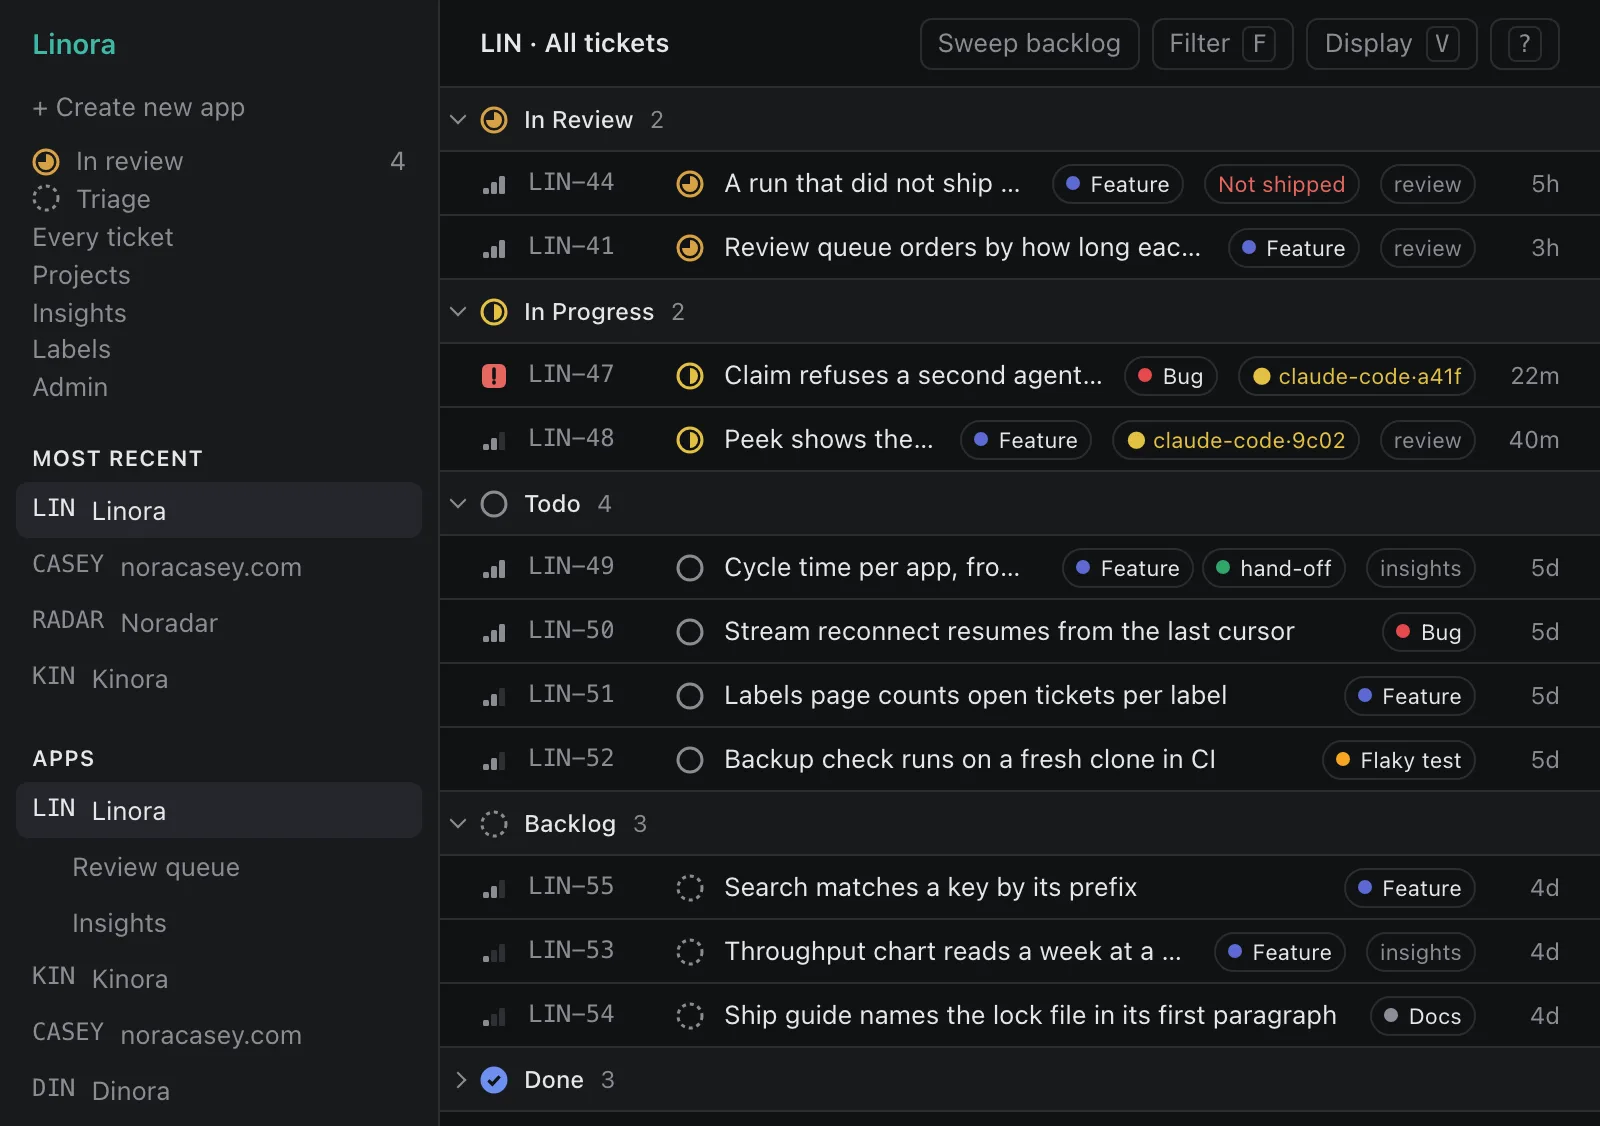 Linora
+ Create new app
In review 4
Triage
Every ticket
Projects
Insights
Labels
Admin
MOST RECENT
LIN Linora
CASEY noracasey.com
RADAR Noradar
KIN Kinora
APPS
LIN Linora
Review queue
Insights
KIN Kinora
CASEY noracasey.com
DIN Dinora
LIN · All tickets
Sweep backlog
Filter F
Display V
?
In Review 2
LIN-44 A run that did not ship ... Feature Not shipped review 5h
LIN-41 Review queue orders by how long eac... Feature review 3h
In Progress 2
LIN-47 Claim refuses a second agent... Bug claude-code·a41f 22m
LIN-48 Peek shows the... Feature claude-code·9c02 review 40m
Todo 4
LIN-49 Cycle time per app, fro... Feature hand-off insights 5d
LIN-50 Stream reconnect resumes from the last cursor Bug 5d
LIN-51 Labels page counts open tickets per label Feature 5d
LIN-52 Backup check runs on a fresh clone in CI Flaky test 5d
Backlog 3
LIN-55 Search matches a key by its prefix Feature 4d
LIN-53 Throughput chart reads a week at a ... Feature insights 4d
LIN-54 Ship guide names the lock file in its first paragraph Docs 4d
Done 3